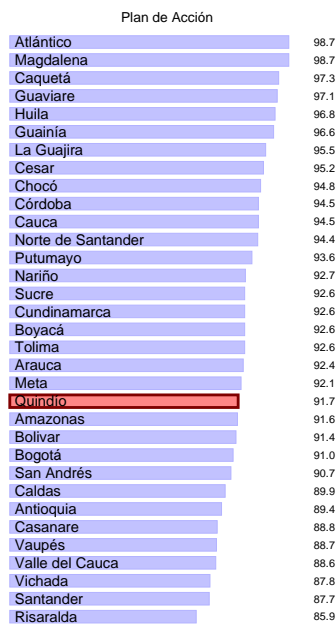 Plan de Acción
Atlántico 98.7
Magdalena 98.7
Caquetá 97.3
Guaviare 97.1
Huila 96.8
Guainía 96.6
La Guajira 95.5
Cesar 95.2
Chocó 94.8
Córdoba 94.5
Cauca 94.5
Norte de Santander 94.4
Putumayo 93.6
Nariño 92.7
Sucre 92.6
Cundinamarca 92.6
Boyacá 92.6
Tolima 92.6
Arauca 92.4
Meta 92.1
Quindío 91.7
Amazonas 91.6
Bolivar 91.4
Bogotá 91.0
San Andrés 90.7
Caldas 89.9
Antioquia 89.4
Casanare 88.8
Vaupés 88.7
Valle del Cauca 88.6
Vichada 87.8
Santander 87.7
Risaralda 85.9